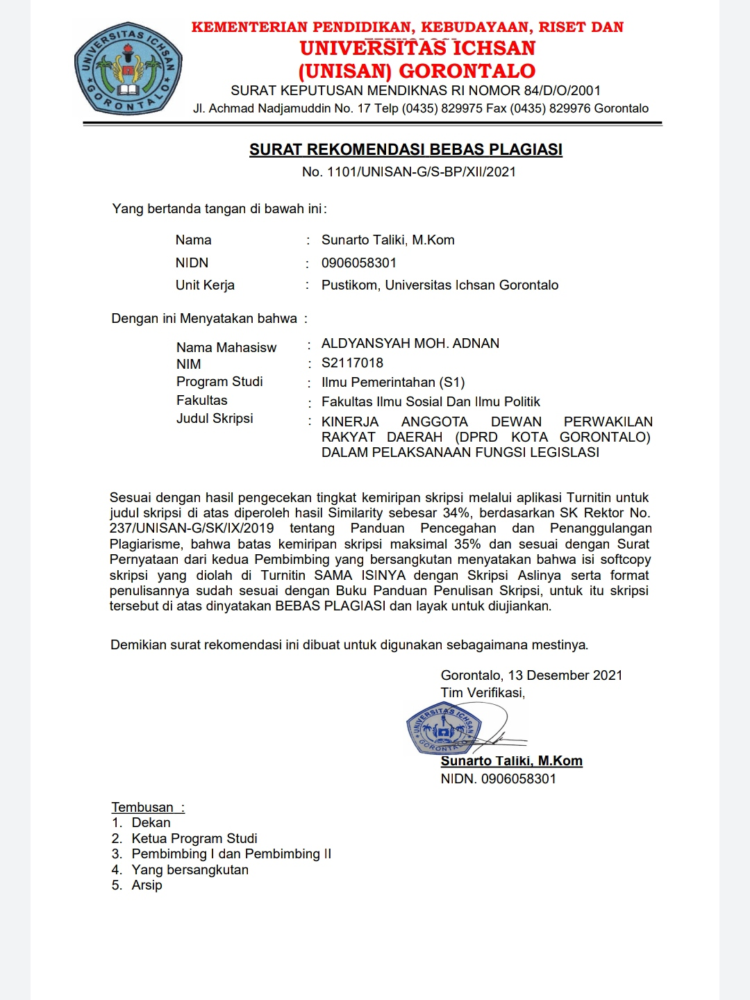 UNIVERSITAS ICHSAN
GORONTALO
KEMENTERIAN PENDIDIKAN, KEBUDAYAAN, RISET DAN
UNIVERSITAS ICHSAN
(UNISAN) GORONTALO
SURAT KEPUTUSAN MENDIKNAS RI NOMOR 84/D/O/2001
Jl. Achmad Nadjamuddin No. 17 Telp (0435) 829975 Fax (0435) 829976 Gorontalo
SURAT REKOMENDASI BEBAS PLAGIASI
No. 1101/UNISAN-G/S-BP/XII/2021
Yang bertanda tangan di bawah ini :
Nama : Sunarto Taliki, M.Kom
NIDN : 0906058301
Unit Kerja : Pustikom, Universitas Ichsan Gorontalo
Dengan ini Menyatakan bahwa :
Nama Mahasisw : ALDYANSYAH MOH. ADNAN
NIM : S2117018
Program Studi : Ilmu Pemerintahan (S1)
Fakultas : Fakultas Ilmu Sosial Dan Ilmu Politik
Judul Skripsi : KINERJA ANGGOTA DEWAN PERWAKILAN
RAKYAT DAERAH (DPRD KOTA GORONTALO)
DALAM PELAKSANAAN FUNGSI LEGISLASI
Sesuai dengan hasil pengecekan tingkat kemiripan skripsi melalui aplikasi Turnitin untuk
judul skripsi di atas diperoleh hasil Similarity sebesar 34%, berdasarkan SK Rektor No.
237/UNISAN-G/SK/IX/2019 tentang Panduan Pencegahan dan Penanggulangan
Plagiarisme, bahwa batas kemiripan skripsi maksimal 35% dan sesuai dengan Surat
Pernyataan dari kedua Pembimbing yang bersangkutan menyatakan bahwa isi softcopy
skripsi yang diolah di Turnitin SAMA ISINYA dengan Skripsi Aslinya serta format
penulisannya sudah sesuai dengan Buku Panduan Penulisan Skripsi, untuk itu skripsi
tersebut di atas dinyatakan BEBAS PLAGIASI dan layak untuk diujiankan.
Demikian surat rekomendasi ini dibuat untuk digunakan sebagaimana mestinya.
Gorontalo, 13 Desember 2021
Tim Verifikasi,
UNIVERSITAS ICHSAN
GORONTALO
Sunarto Taliki, M.Kom
NIDN. 0906058301
Tembusan :
1. Dekan
2. Ketua Program Studi
3. Pembimbing I dan Pembimbing II
4. Yang bersangkutan
5. Arsip